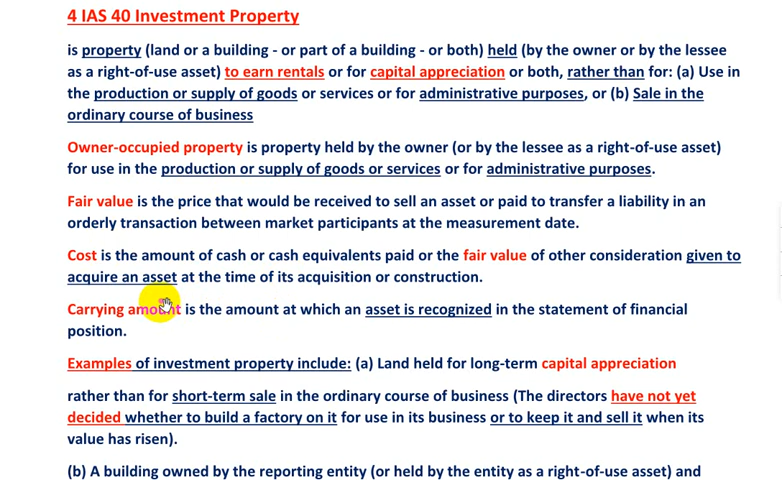 4 IAS 40 Investment Property
is property (land or a building - or part of a building - or both) held (by the owner or by the lessee
as a right-of-use asset) to earn rentals or for capital appreciation or both, rather than for: (a) Use in
the production or supply of goods or services or for administrative purposes, or (b) Sale in the
ordinary course of business
Owner-occupied property is property held by the owner (or by the lessee as a right-of-use asset)
for use in the production or supply of goods or services or for administrative purposes.
Fair value is the price that would be received to sell an asset or paid to transfer a liability in an
orderly transaction between market participants at the measurement date.
Cost is the amount of cash or cash equivalents paid or the fair value of other consideration given to
acquire an asset at the time of its acquisition or construction.
Carrying amount is the amount at which an asset is recognized in the statement of financial
position.
Examples of investment property include: (a) Land held for long-term capital appreciation
rather than for short-term sale in the ordinary course of business (The directors have not yet
decided whether to build a factory on it for use in its business or to keep it and sell it when its
value has risen).
(b) A building owned by the reporting entity (or held by the entity as a right-of-use asset) and